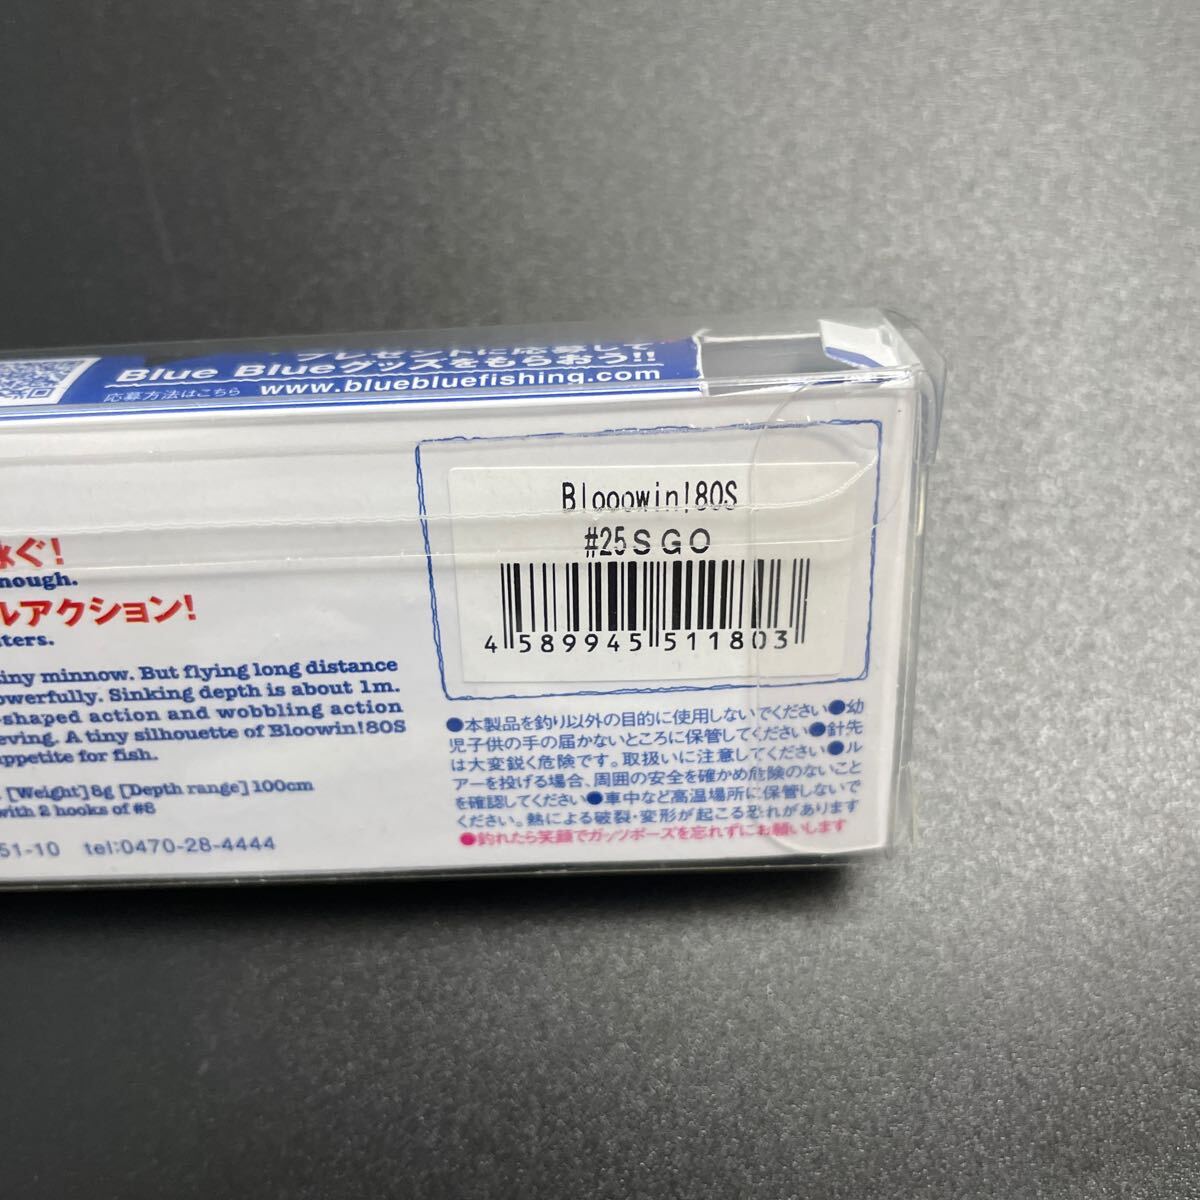 プレゼントに応募して
Blue Blueグッズをもらおう!!
応募方法はこちら www.bluebluefishing.com
Blooowin!80S
#25SGO
4 589945 511803
ぐ!
nough.
ルアクション!
ters.
iny minnow. But flying long distance
owerfully. Sinking depth is about 1m.
-shaped action and wobbling action
eving. A tiny silhouette of Bloowin!80S
ppetite for fish.
[Weight]8g [Depth range]100cm
with 2 hooks of #8
51-10 tel:0470-28-4444
●本製品を釣り以外の目的に使用しないでください●幼
児子供の手の届かないところに保管してください●針先
は大変鋭く危険です。取扱いに注意してください●ル
アーを投げる場合、周囲の安全を確かめ危険のないこと
を確認してください●車中など高温場所に保管しないで
ください。熱による破裂・変形が起こる恐れがあります
●釣れたら笑顔でガッツポーズを忘れずにお願いします